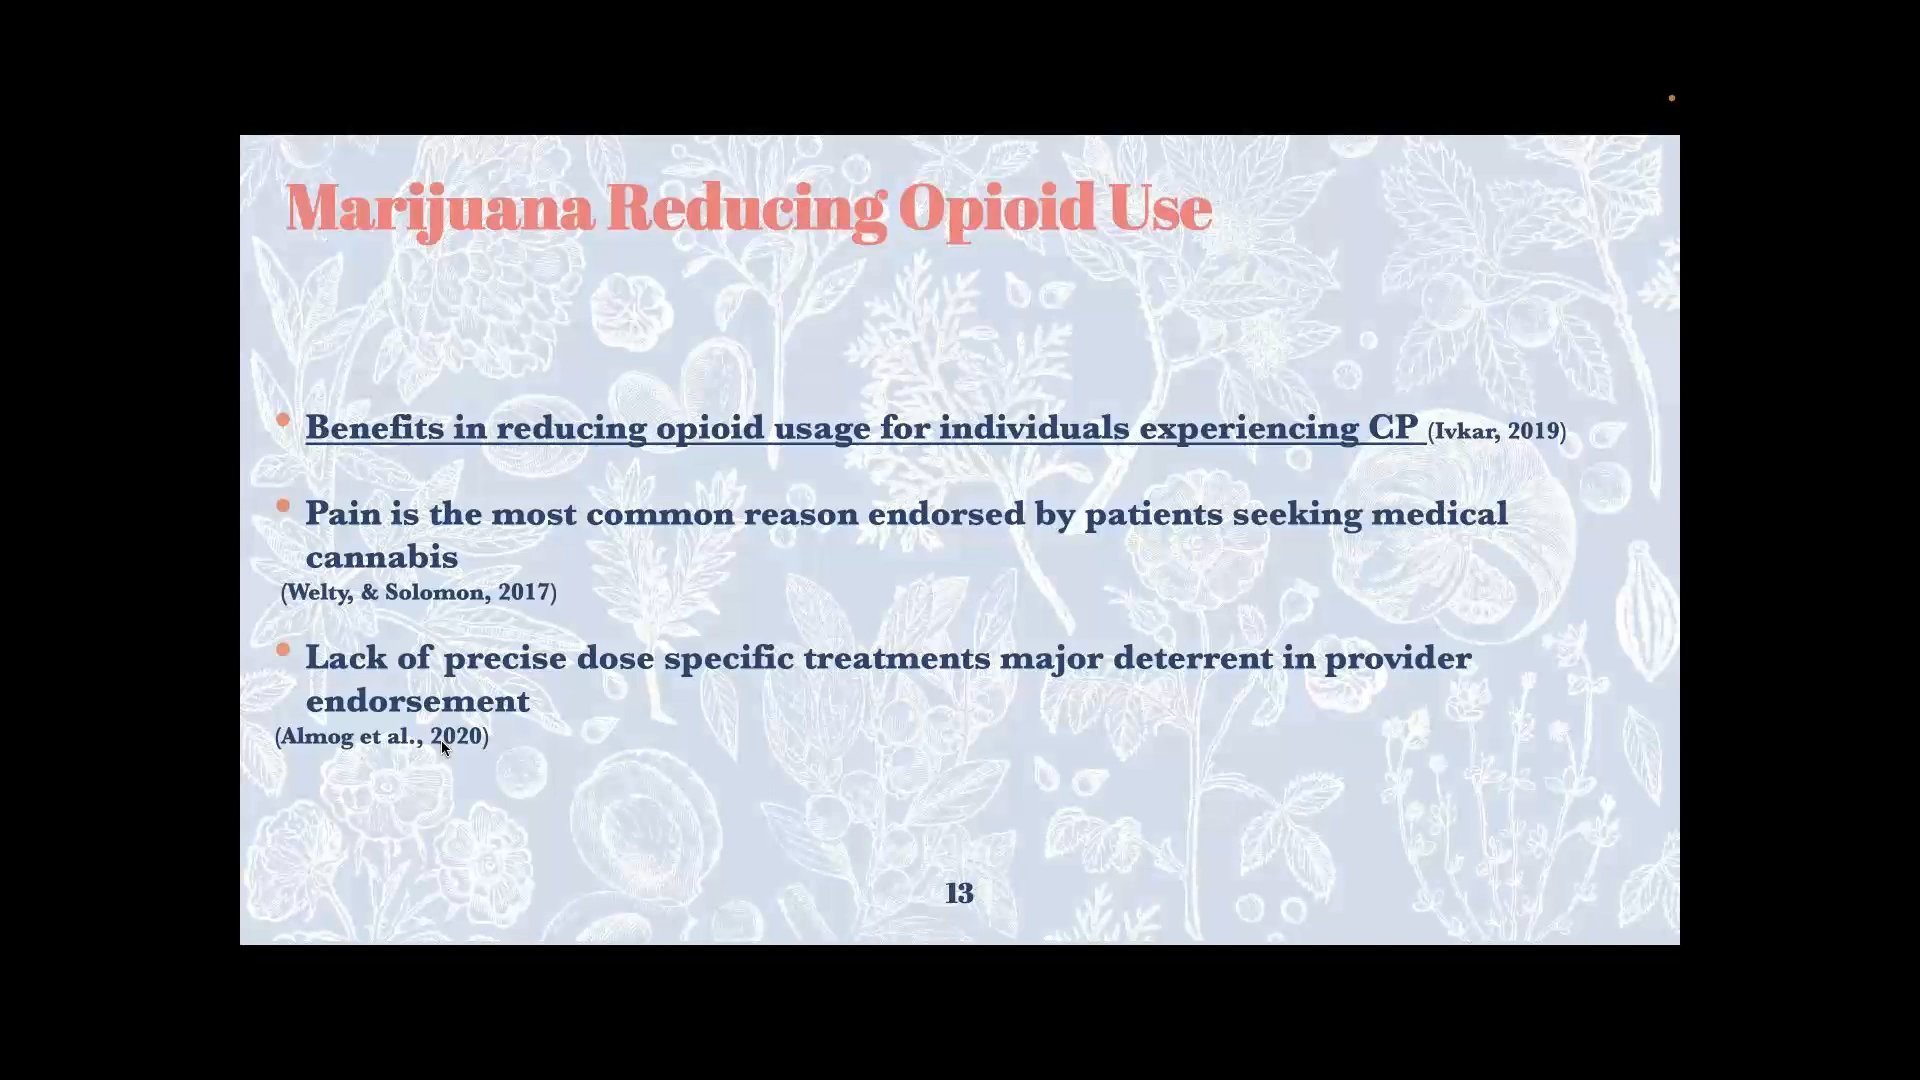 Marijuana Reducing Opioid Use
Benefits in reducing opioid usage for individuals experiencing CP (Ivkar, 2019)
Pain is the most common reason endorsed by patients seeking medical
cannabis
(Welty, & Solomon, 2017)
Lack of precise dose specific treatments major deterrent in provider
endorsement
(Almog et al., 2020)
13